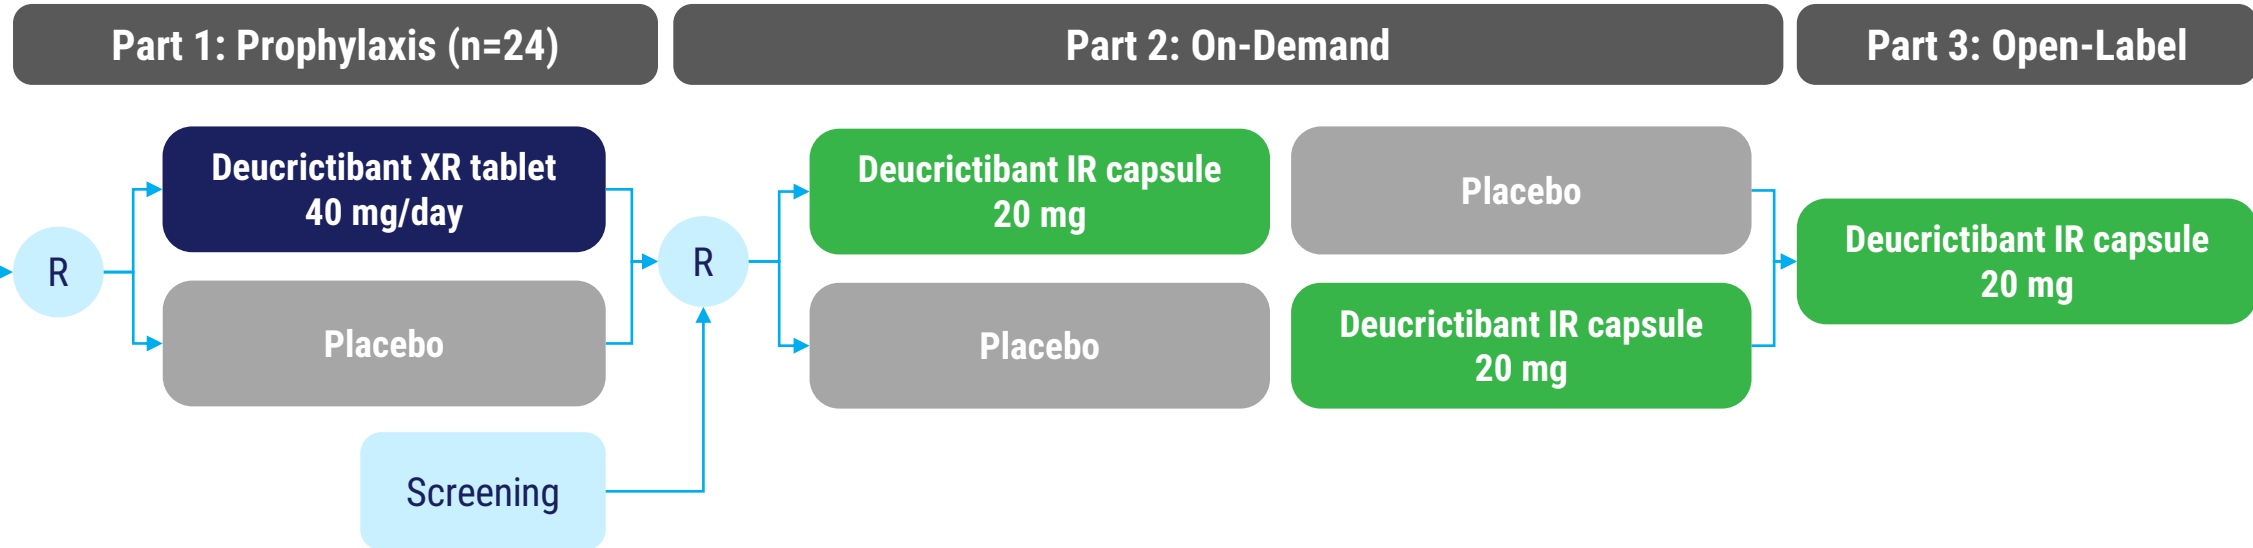 Part 1: Prophylaxis (n=24)
Part 2: On-Demand
Part 3: Open-Label
R
Deucrictibant XR tablet
40 mg/day
Placebo
Screening
R
Deucrictibant IR capsule
20 mg
Placebo
Placebo
Deucrictibant IR capsule
20 mg
Deucrictibant IR capsule
20 mg